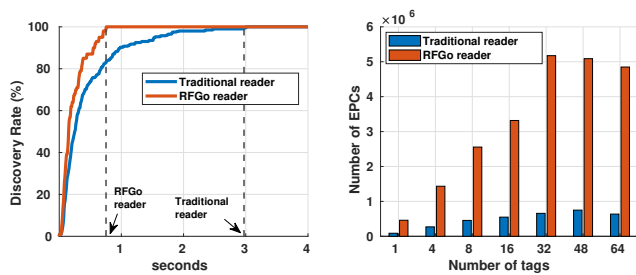 Discovery Rate (%)
100
80
60
40
20
0
Traditional reader
RFGo reader
RFGo
reader
Traditional
reader
1
2
3
4
seconds
×10^6
Number of EPCs
6
5
4
3
2
1
0
Traditional reader
RFGo reader
1
4
8
16
32
48
64
Number of tags